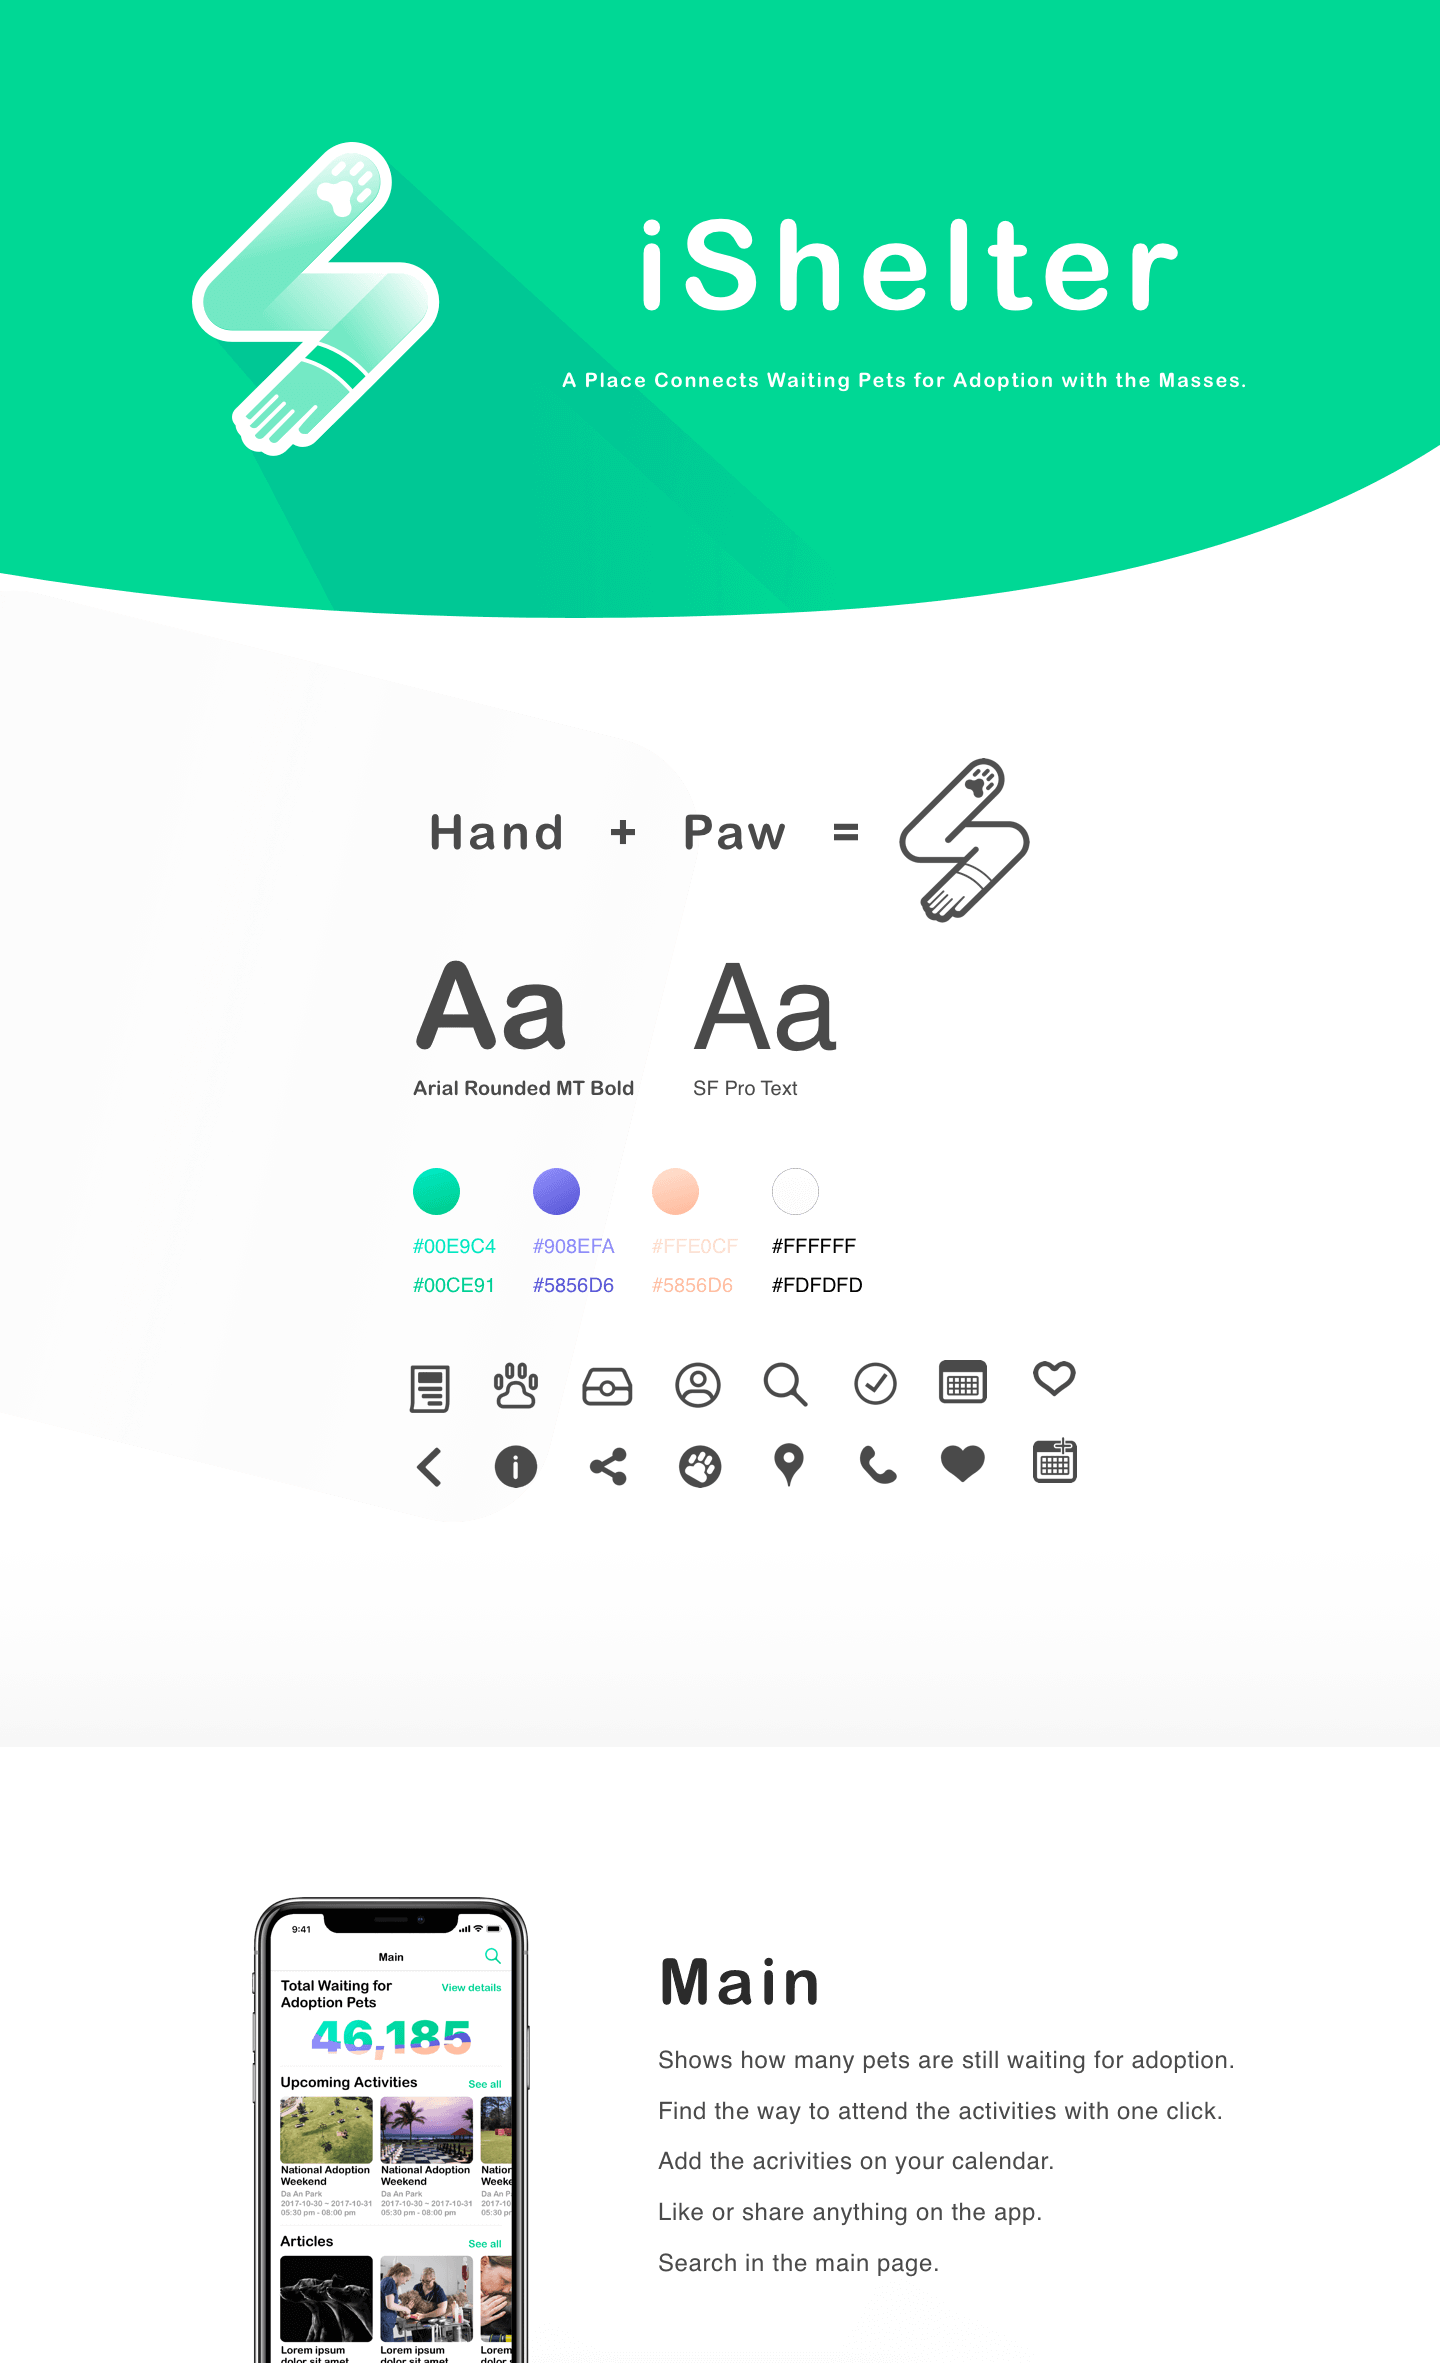 iShelter
A Place Connects Waiting Pets for Adoption with the Masses.
Hand + Paw =
Aa Aa
Arial Rounded MT Bold SF Pro Text
#00E9C4 #908EFA #FFE0CF #FFFFFF
#00CE91 #5856D6 #5856D6 #FDFDFD
9:41
Main
Total Waiting for View details
Adoption Pets
46,185
Upcoming Activities See all
National Adoption National Adoption Nation
Weekend Weekend Weeke
Da An Park Da An Park Da An P
2017-10-30 ~ 2017-10-31 2017-10-30 ~ 2017-10-31 2017-10
05:30 pm - 08:00 pm 05:30 pm - 08:00 pm 05:30 p
Articles See all
Lorem ipsum Lorem ipsum Lorem
dolor sit amet dolor sit amet dolor s
Main
Shows how many pets are still waiting for adoption.
Find the way to attend the activities with one click.
Add the acrivities on your calendar.
Like or share anything on the app.
Search in the main page.